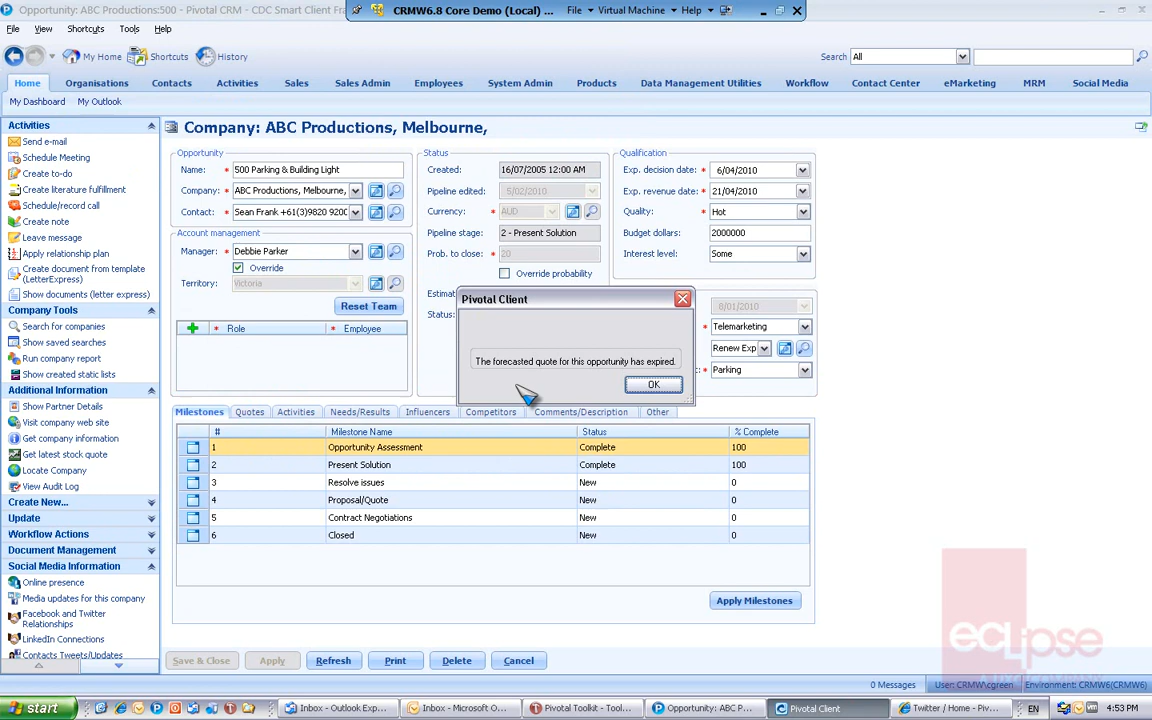 Opportunity: ABC Productions:500 - Pivotal CRM - CDC Smart Client Fra
CRMW6.8 Core Demo (Local) ... File Virtual Machine Help
File View Shortcuts Tools Help
My Home Shortcuts History Search All
Home Organisations Contacts Activities Sales Sales Admin Employees System Admin Products Data Management Utilities Workflow Contact Center eMarketing MRM Social Media
My Dashboard My Outlook
Activities
Send e-mail
Schedule Meeting
Create to-do
Create literature fulfillment
Schedule/record call
Create note
Leave message
Apply relationship plan
Create document from template
(LetterExpress)
Show documents (letter express)
Company Tools
Search for companies
Show saved searches
Run company report
Show created static lists
Additional Information
Show Partner Details
Visit company web site
Get company information
Get latest stock quote
Locate Company
View Audit Log
Create New...
Update
Workflow Actions
Document Management
Social Media Information
Online presence
Media updates for this company
Facebook and Twitter
Relationships
LinkedIn Connections
Contacts Tweets/Updates
Company: ABC Productions, Melbourne,
Opportunity
Name: * 500 Parking & Building Light
Company: * ABC Productions, Melbourne,
Contact: * Sean Frank +61(3)9820 920
Account management
Manager: * Debbie Parker
Override
Territory: Victoria
Reset Team
* Role * Employee
Status
Created: 16/07/2005 12:00 AM
Pipeline edited: 5/02/2010
Currency: * AUD
Pipeline stage: 2 - Present Solution
Prob. to close: * 20
Override probability
Estimat
Status:
Qualification
Exp. decision date: * 6/04/2010
Exp. revenue date: * 21/04/2010
Quality: * Hot
Budget dollars: 2000000
Interest level: Some
8/01/2010
* Telemarketing
Renew Exp
: * Parking
Pivotal Client
The forecasted quote for this opportunity has expired.
OK
Milestones Quotes Activities Needs/Results Influencers Competitors Comments/Description Other
# Milestone Name Status % Complete
1 Opportunity Assessment Complete 100
2 Present Solution Complete 100
3 Resolve issues New 0
4 Proposal/Quote New 0
5 Contract Negotiations New 0
6 Closed New 0
Apply Milestones
Save & Close Apply Refresh Print Delete Cancel
eclipse
0 Messages User: CRMW\cgreen Environment: CRMW6(CRMW6)
start Inbox - Outlook Exp... Inbox - Microsoft O... Pivotal Toolkit - Tool... Opportunity: ABC P... Pivotal Client Twitter / Home - Piv... EN 4:53 PM